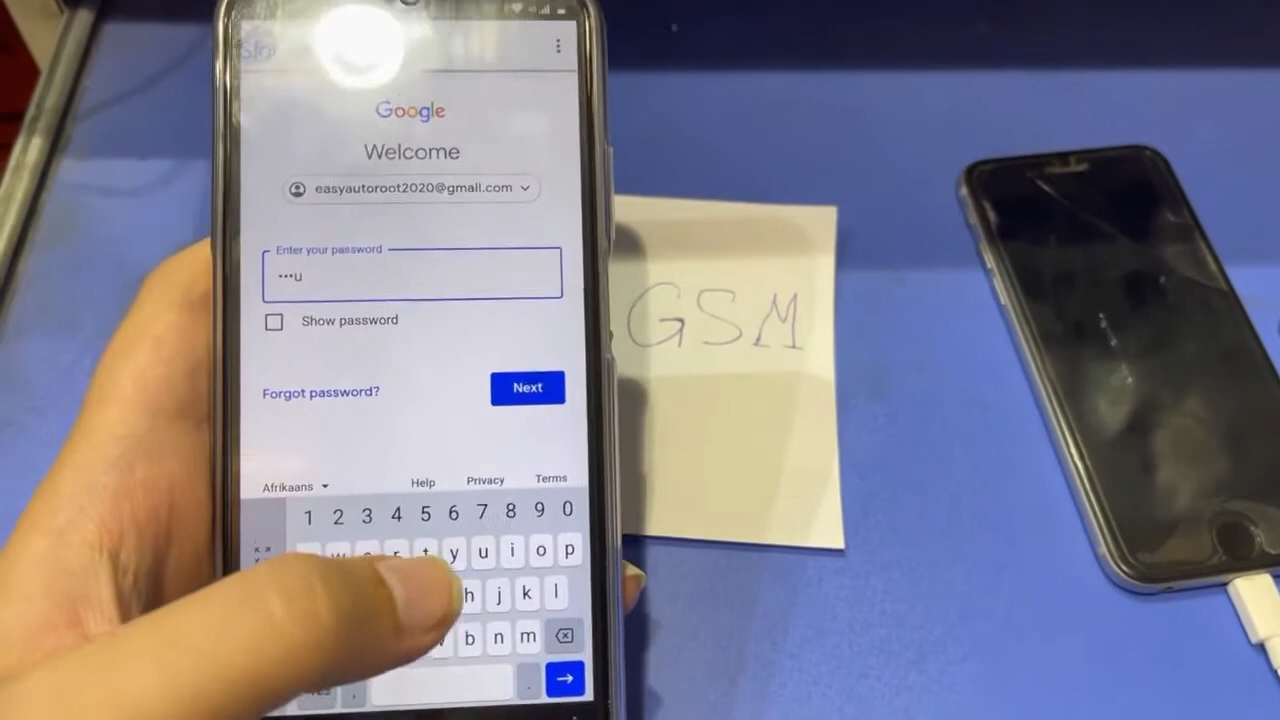 Google
Welcome
easyautoroot2020@gmail.com
Enter your password
•••u
Show password
Forgot password?
Next
Afrikaans
Help
Privacy
Terms
1 2 3 4 5 6 7 8 9 0
r t y u i o p
h j k l
b n m
GSM